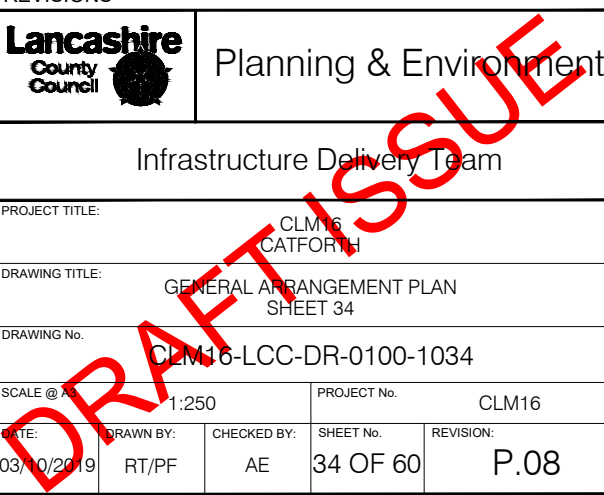 REVISIONS
Lancashire
County
Council
Planning & Environment
Infrastructure Delivery Team
PROJECT TITLE:
CLM16
CATFORTH
DRAWING TITLE:
GENERAL ARRANGEMENT PLAN
SHEET 34
DRAWING No.
CLM16-LCC-DR-0100-1034
SCALE @ A3
1:250
PROJECT No.
CLM16
DATE:
03/10/2019
DRAWN BY:
RT/PF
CHECKED BY:
AE
SHEET No.
34 OF 60
REVISION:
P.08
DRAFT ISSUE